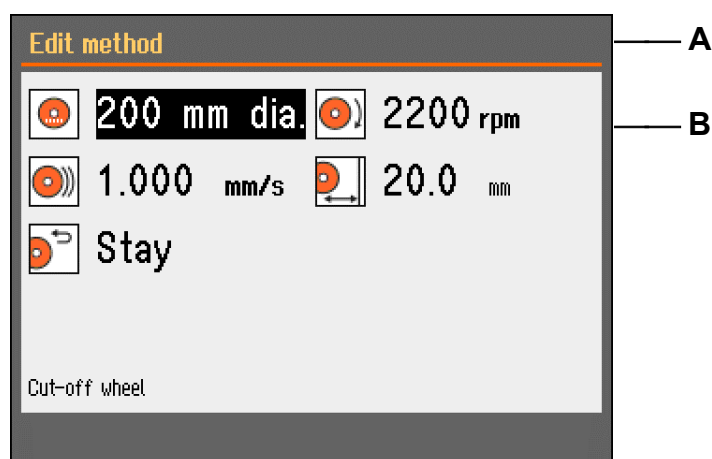 Edit method
A
200 mm dia. 2200 rpm
B
1.000 mm/s 20.0 mm
Stay
Cut-off wheel